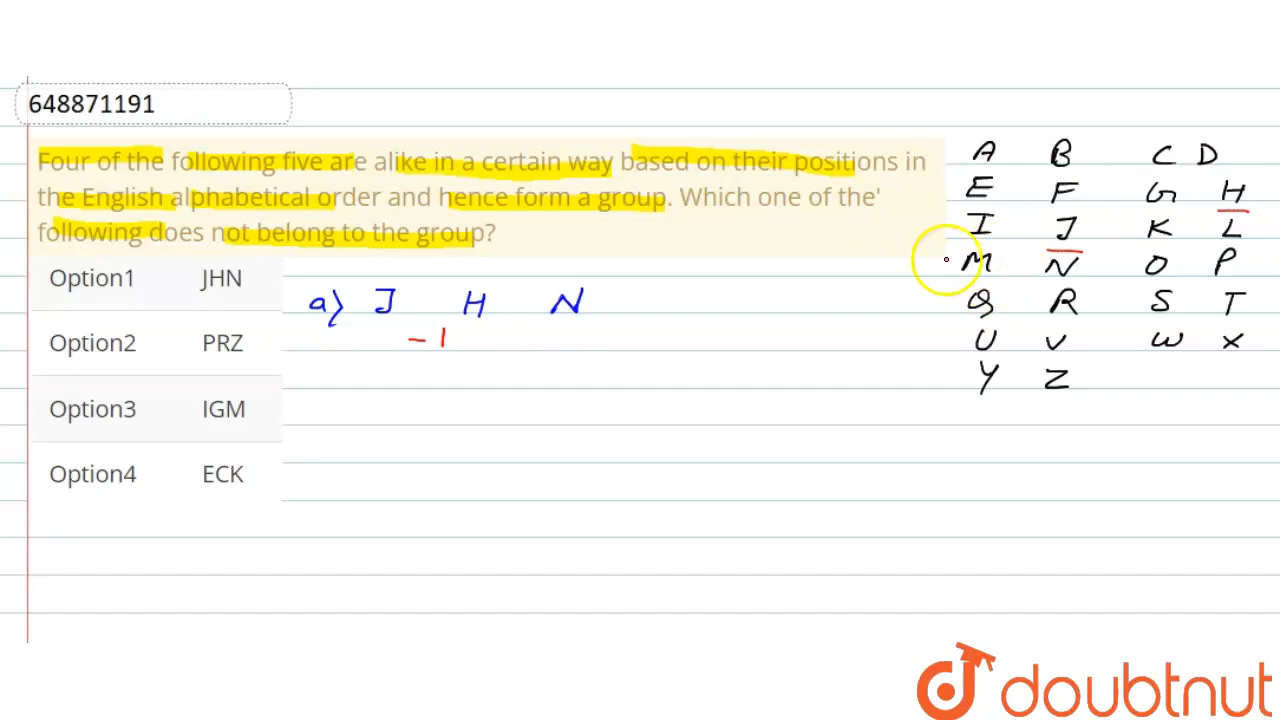 648871191
Four of the following five are alike in a certain way based on their positions in
the English alphabetical order and hence form a group. Which one of the'
following does not belong to the group?
Option1 JHN
Option2 PRZ
Option3 IGM
Option4 ECK
a) J H N
-1
A B C D
E F G H
I J K L
M N O P
Q R S T
U V W X
Y Z
doubtnut